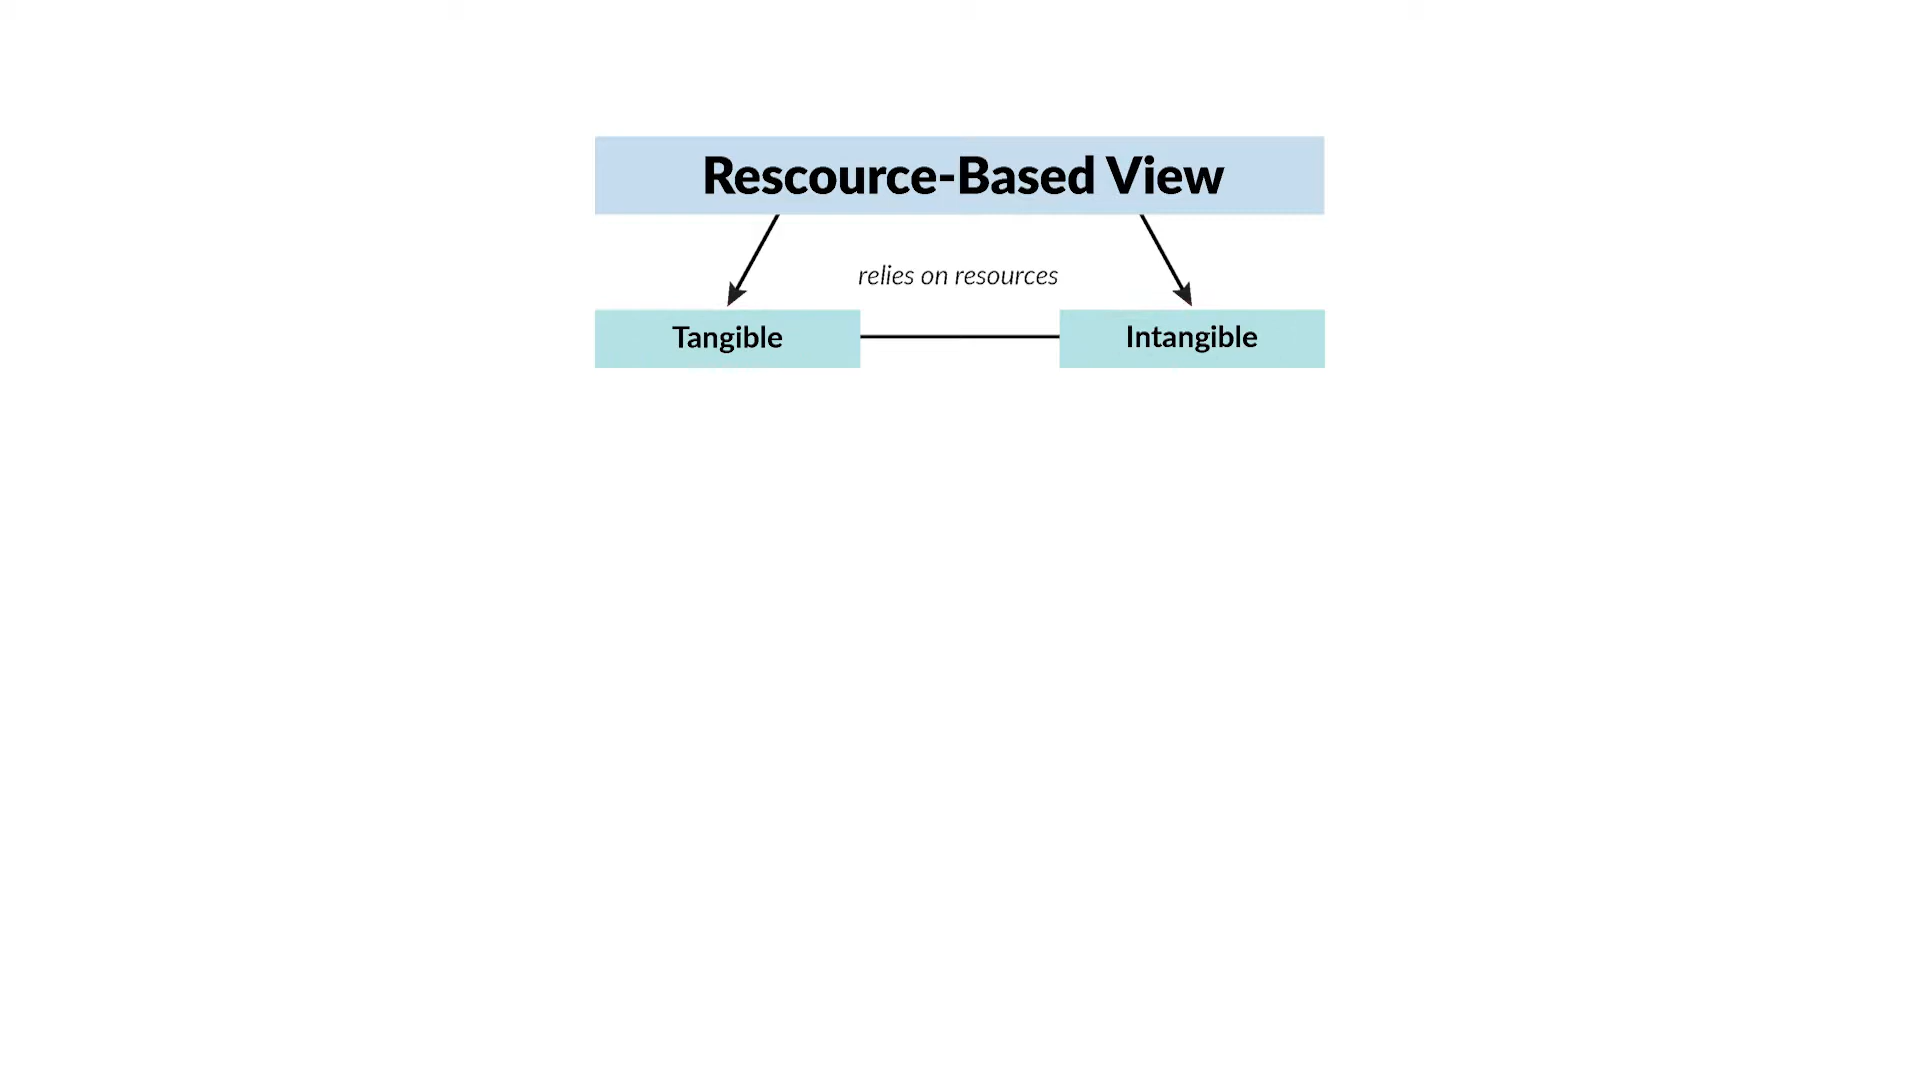 Rescource-Based View
relies on resources
Tangible
Intangible